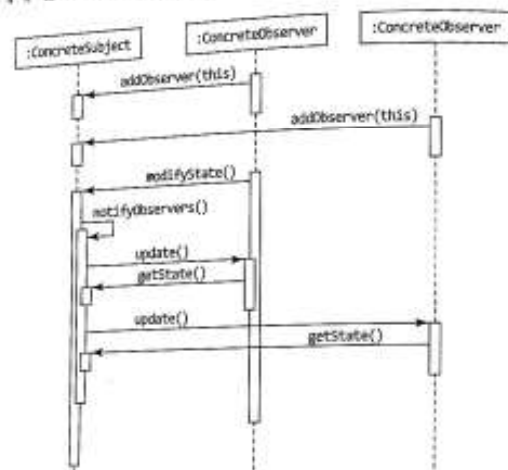 :ConcreteSubject
:ConcreteObserver
:ConcreteObserver
addObserver(this)
addObserver(this)
modifyState()
notifyObservers()
update()
getState()
update()
getState()